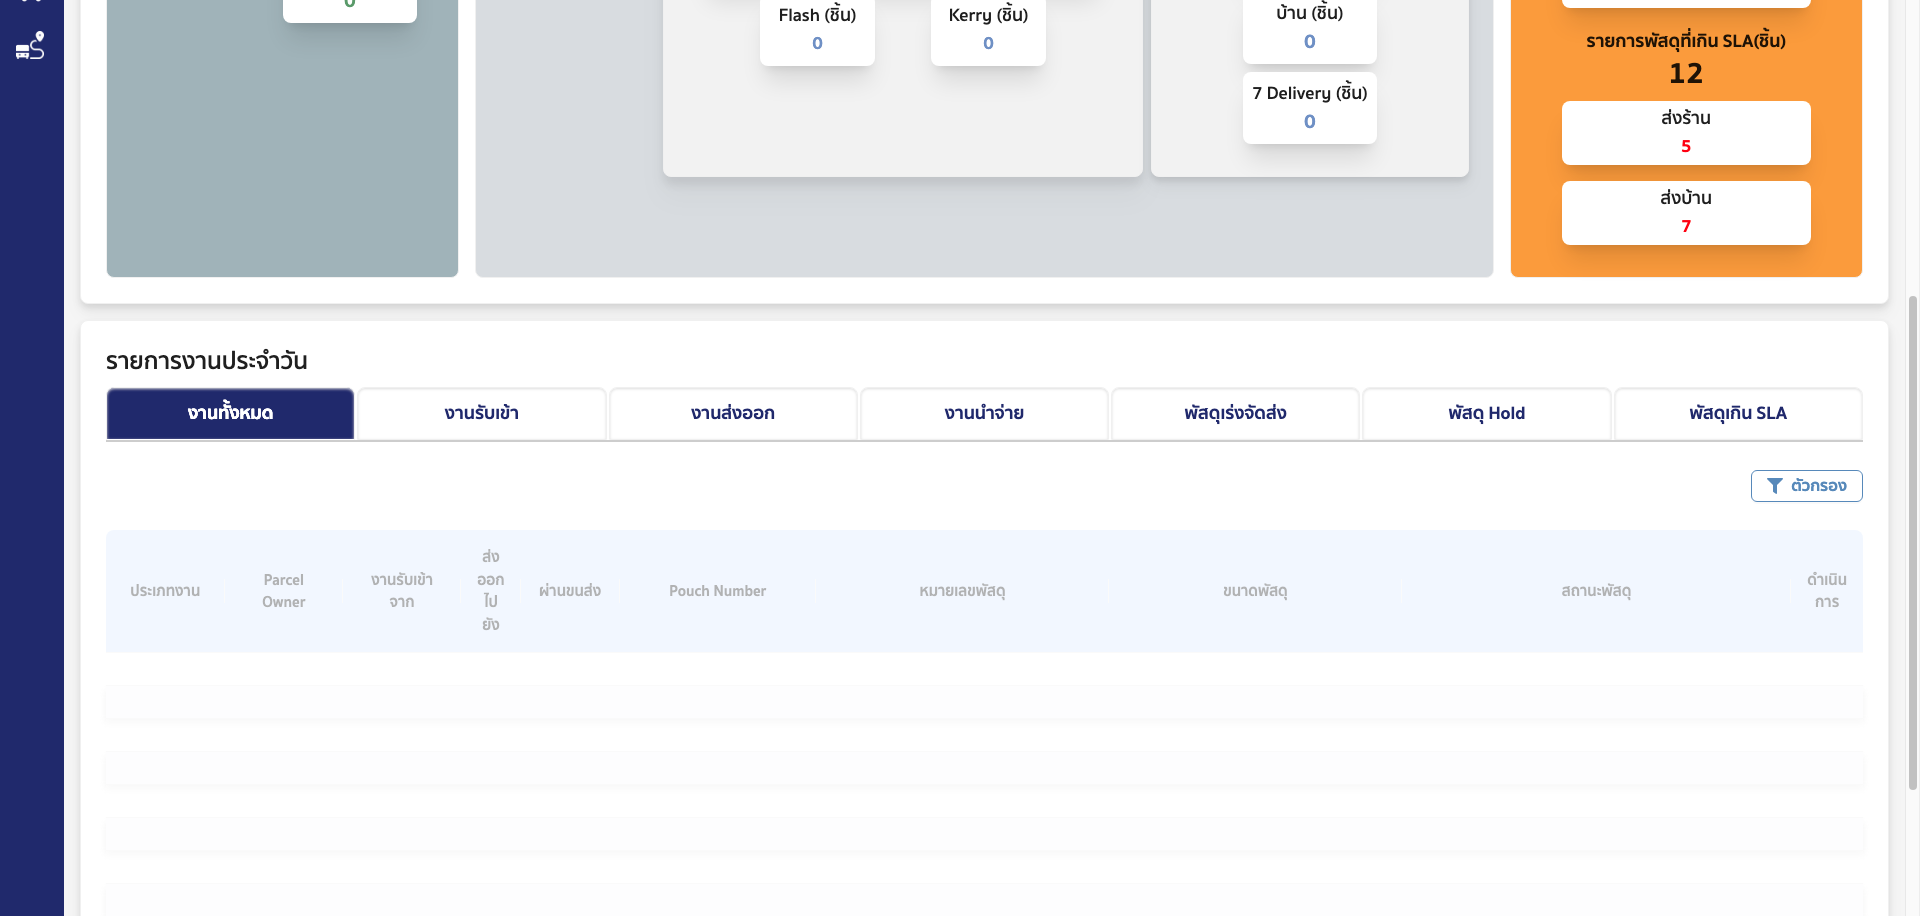 0
Flash (ชิ้น)
0
Kerry (ชิ้น)
0
บ้าน (ชิ้น)
0
7 Delivery (ชิ้น)
0
รายการพัสดุที่เกิน SLA(ชิ้น)
12
ส่งร้าน
5
ส่งบ้าน
7
รายการงานประจำวัน
งานทั้งหมด
งานรับเข้า
งานส่งออก
งานนำจ่าย
พัสดุเร่งจัดส่ง
พัสดุ Hold
พัสดุเกิน SLA
ตัวกรอง
ประเภทงาน
Parcel
Owner
งานรับเข้า
จาก
ส่ง
ออก
ไป
ยัง
ผ่านขนส่ง
Pouch Number
หมายเลขพัสดุ
ขนาดพัสดุ
สถานะพัสดุ
ดำเนิน
การ